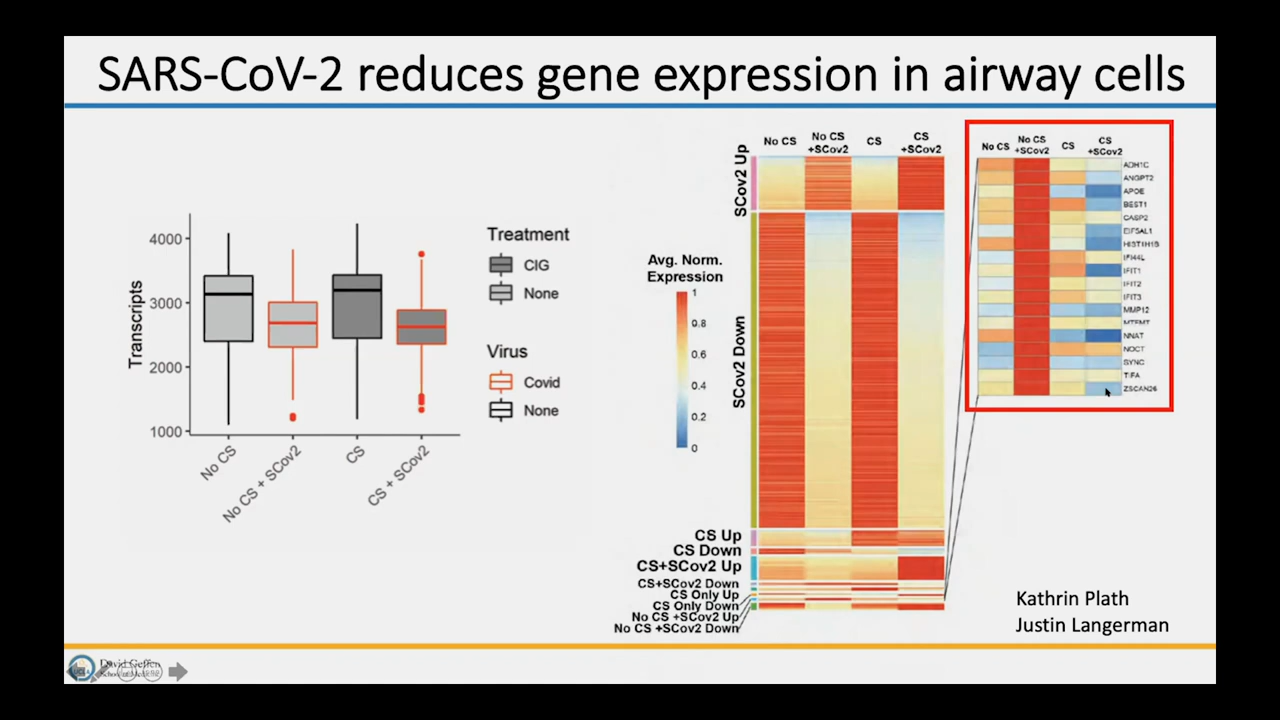 SARS-CoV-2 reduces gene expression in airway cells
Transcripts
4000
3000
2000
1000
No CS
No CS + SCov2
CS
CS + SCov2
Treatment
CIG
None
Virus
Covid
None
Avg. Norm.
Expression
1
0.8
0.6
0.4
0.2
0
No CS
No CS
+SCov2
CS
CS
+SCov2
SCov2 Up
SCov2 Down
CS Up
CS Down
CS+SCov2 Up
CS+SCov2 Down
CS Only Up
CS Only Down
No CS +SCov2 Up
No CS +SCov2 Down
No CS
No CS
+SCov2
CS
CS
+SCov2
ADH1C
ANGPT2
APOE
BEST1
CASP2
HIST1H1B
IFI44L
IFIT1
IFIT2
IFIT3
MMP12
NNAT
NOCT
SYNC
TIFA
ZSCAN26
Kathrin Plath
Justin Langerman
David Geffen